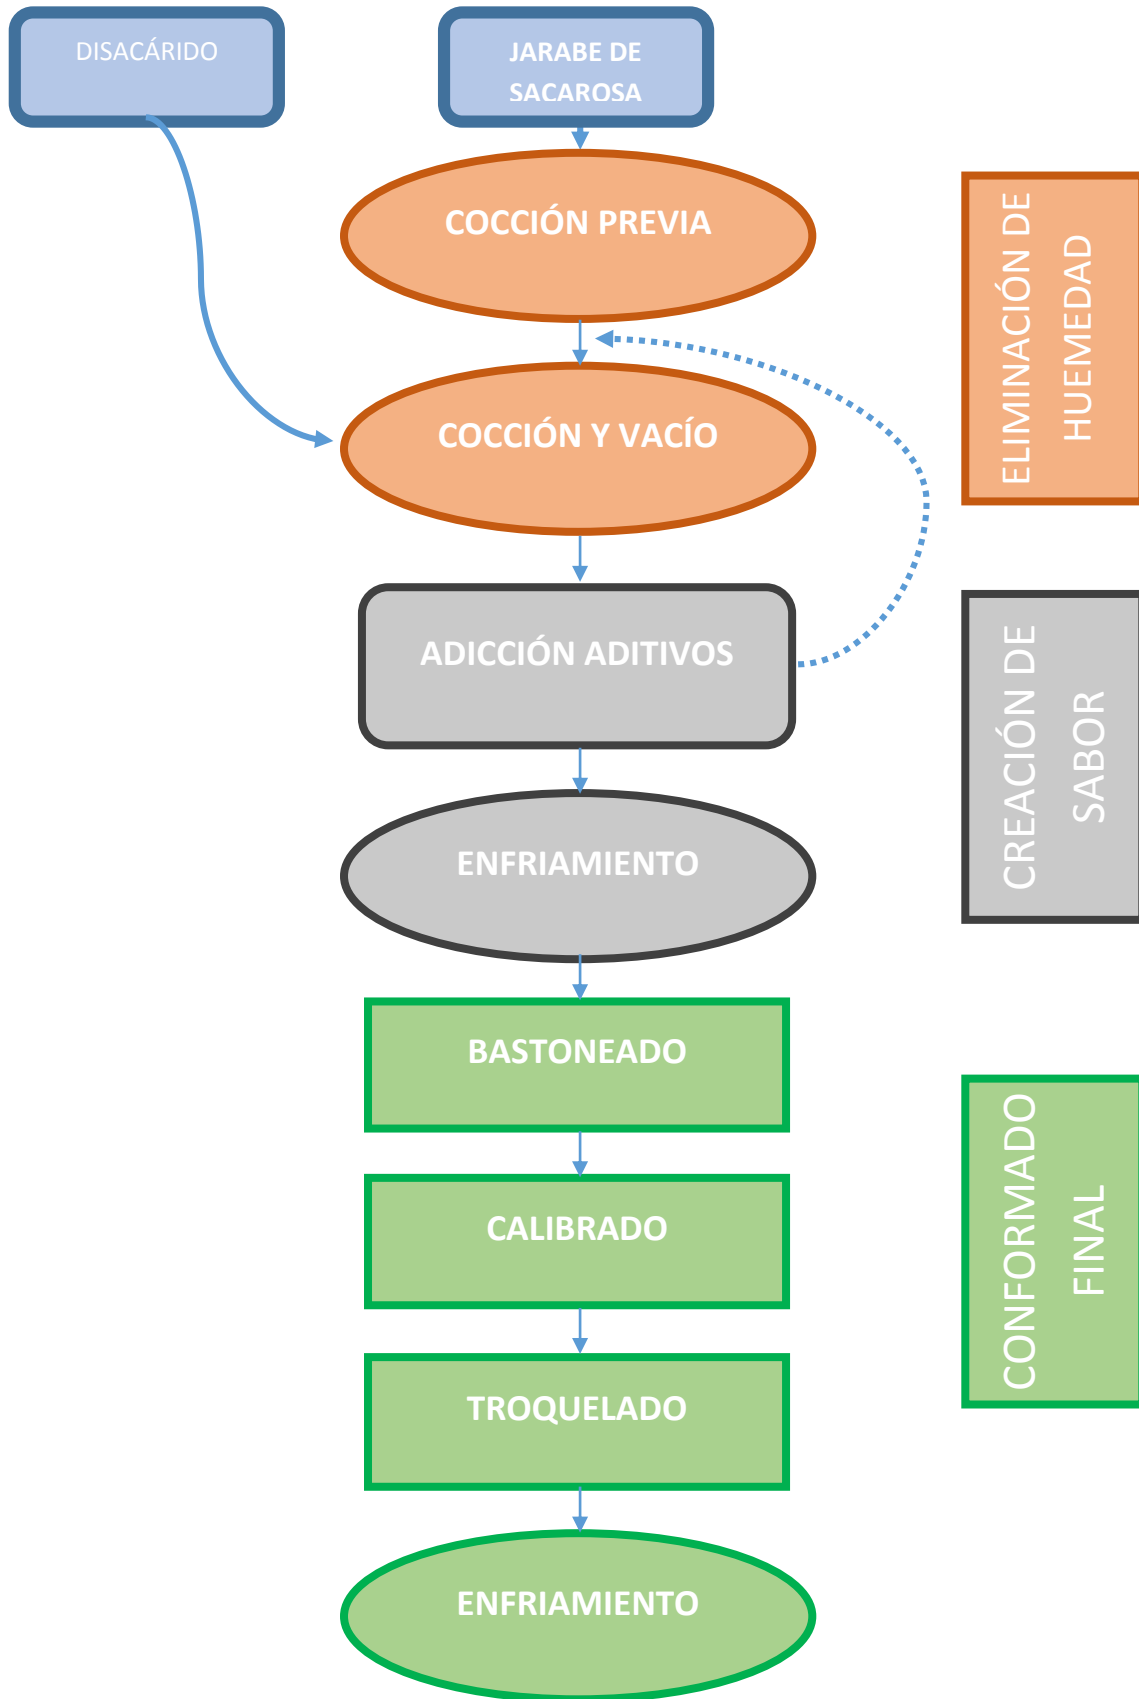 DISACÁRIDO
JARABE DE
SACAROSA
COCCIÓN PREVIA
COCCIÓN Y VACÍO
ELIMINACIÓN DE
HUEMEDAD
ADICCIÓN ADITIVOS
ENFRIAMIENTO
CREACIÓN DE
SABOR
BASTONEADO
CALIBRADO
TROQUELADO
ENFRIAMIENTO
CONFORMADO
FINAL